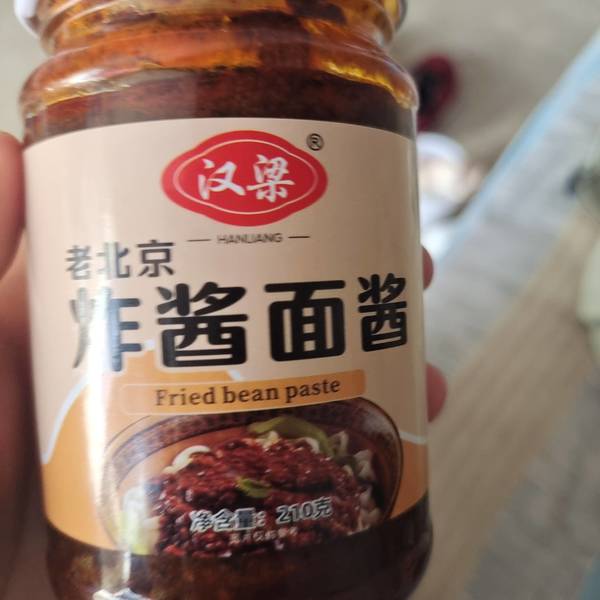 汉梁®
HANLIANG
老北京
炸酱面酱
Fried bean paste
净含量：210克